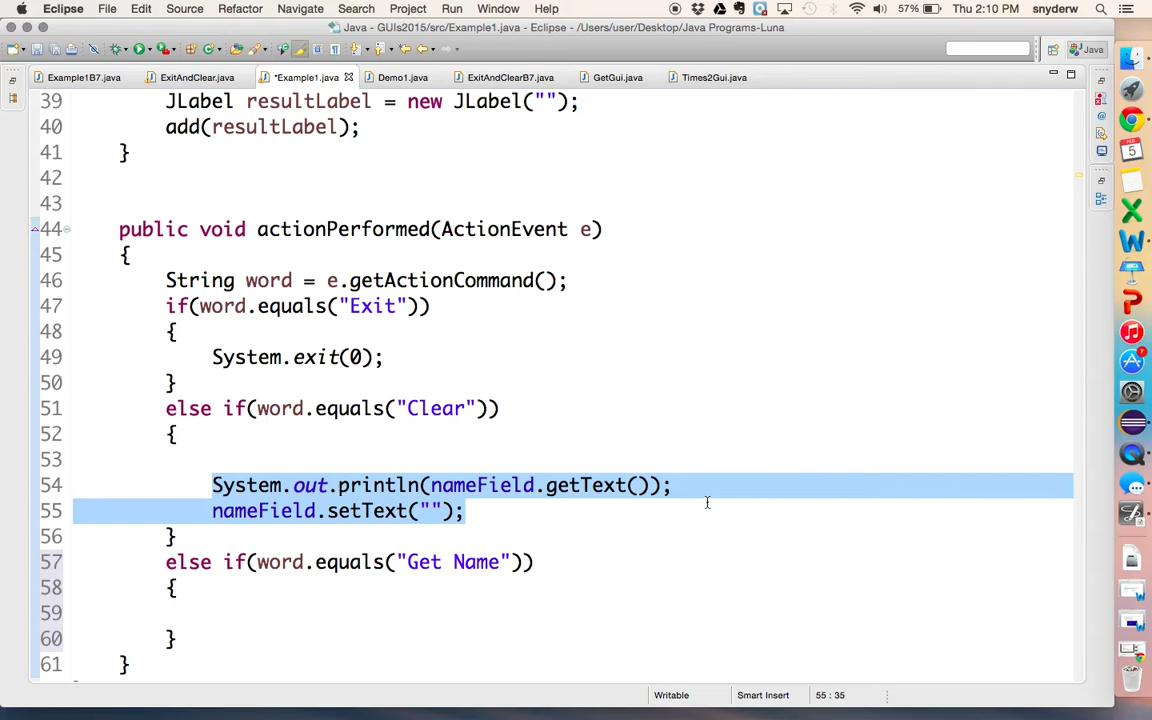 Eclipse File Edit Source Refactor Navigate Search Project Run Window Help 57% Thu 2:10 PM snyderw
Java - GUIs2015/src/Example1.java - Eclipse - /Users/user/Desktop/Java Programs-Luna
Java
Example1B7.java ExitAndClear.java *Example1.java Demo1.java ExitAndClearB7.java GetGui.java Times2Gui.java
39 JLabel resultLabel = new JLabel("");
40 add(resultLabel);
41 }
42
43
44 public void actionPerformed(ActionEvent e)
45 {
46 String word = e.getActionCommand();
47 if(word.equals("Exit"))
48 {
49 System.exit(0);
50 }
51 else if(word.equals("Clear"))
52 {
53
54 System.out.println(nameField.getText());
55 nameField.setText("");
56 }
57 else if(word.equals("Get Name"))
58 {
59
60 }
61 }
Writable Smart Insert 55 : 35